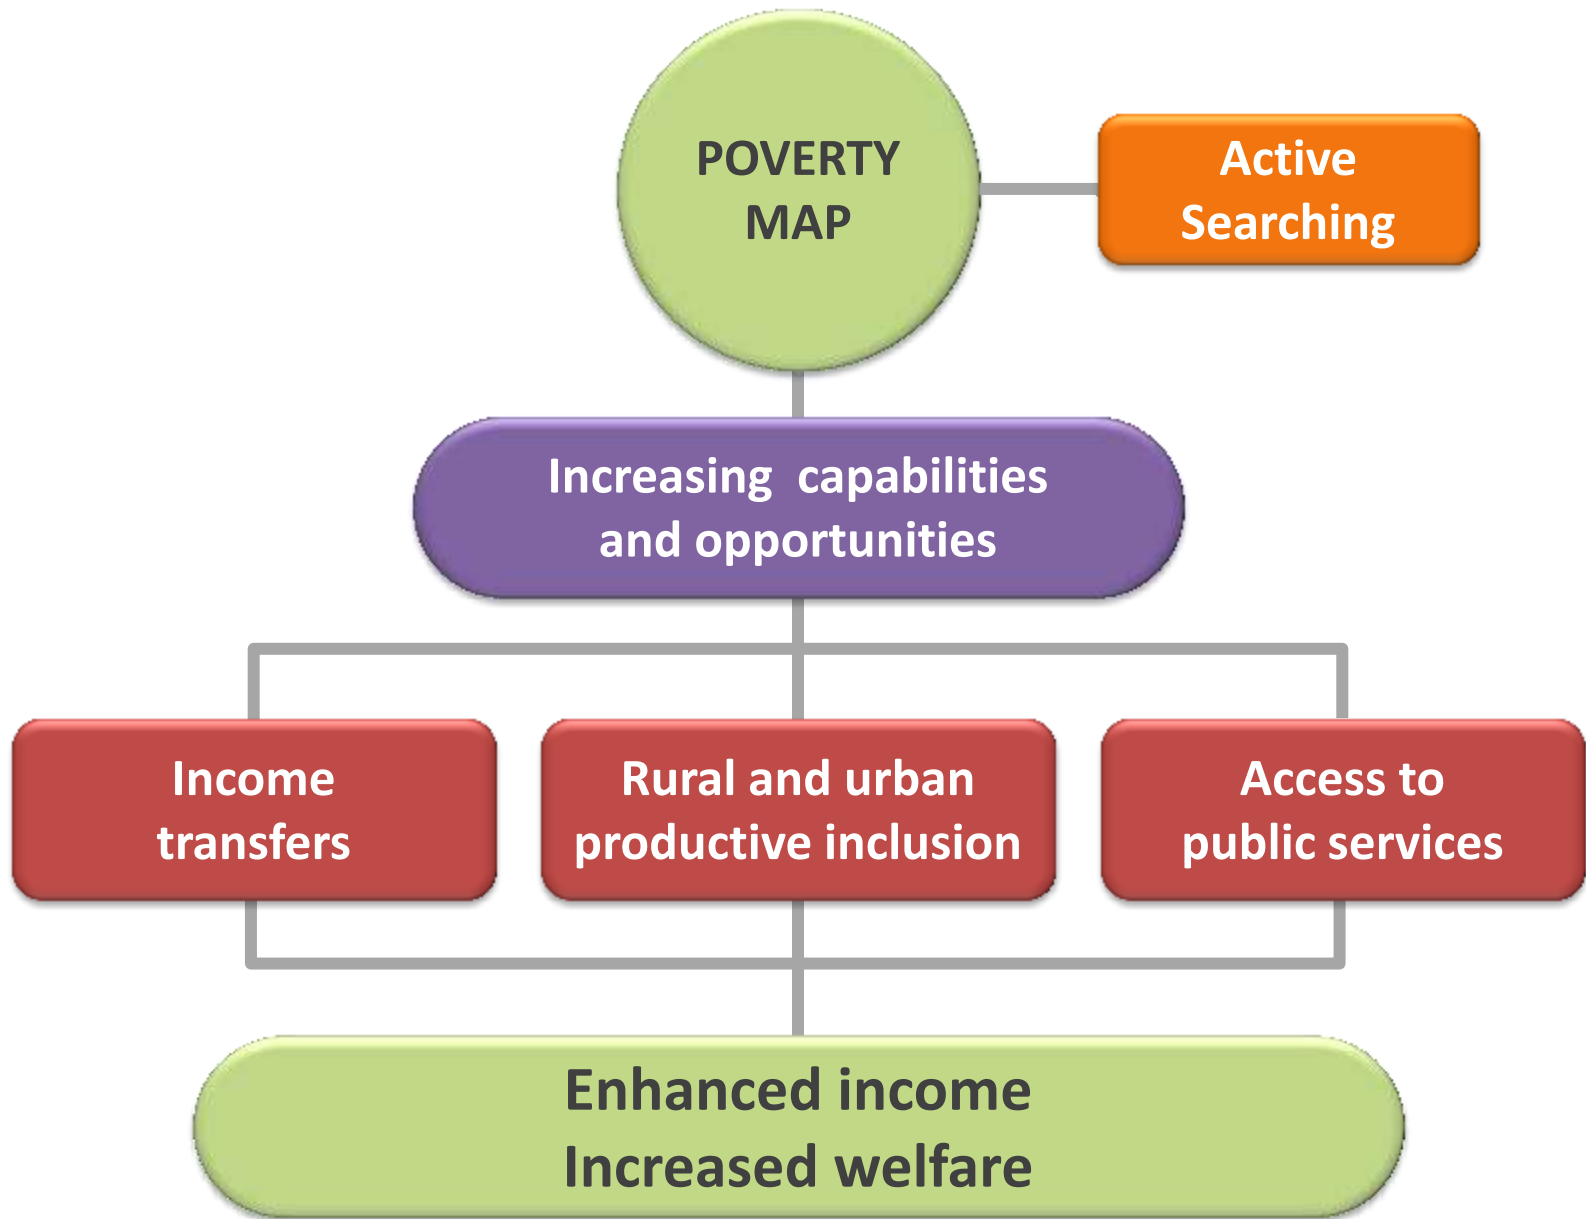 POVERTY
MAP
Active
Searching
Increasing capabilities
and opportunities
Income
transfers
Rural and urban
productive inclusion
Access to
public services
Enhanced income
Increased welfare